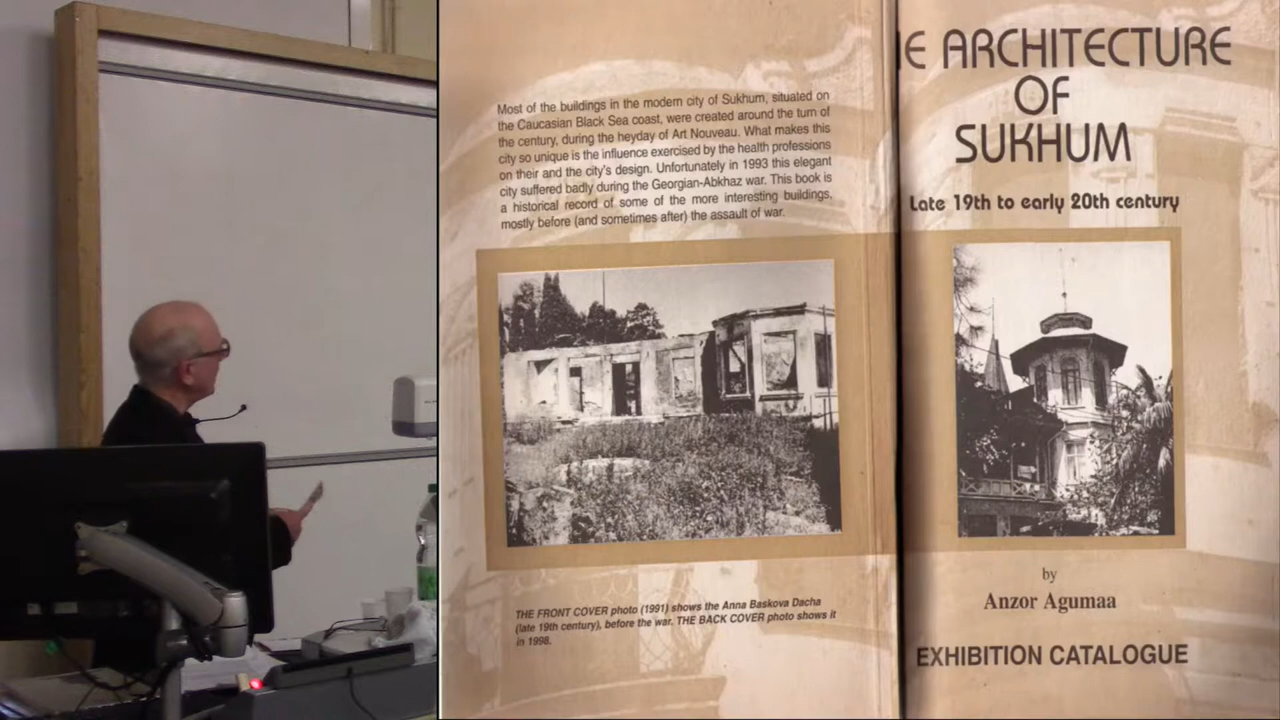 Most of the buildings in the modern city of Sukhum, situated on
the Caucasian Black Sea coast, were created around the turn of
the century, during the heyday of Art Nouveau. What makes this
city so unique is the influence exercised by the health professions
on their and the city's design. Unfortunately in 1993 this elegant
city suffered badly during the Georgian-Abkhaz war. This book is
a historical record of some of the more interesting buildings,
mostly before (and sometimes after) the assault of war.
THE FRONT COVER photo (1991) shows the Anna Baskova Dacha
(late 19th century), before the war. THE BACK COVER photo shows it
in 1998.
E ARCHITECTURE
OF
SUKHUM
Late 19th to early 20th century
by
Anzor Agumaa
EXHIBITION CATALOGUE